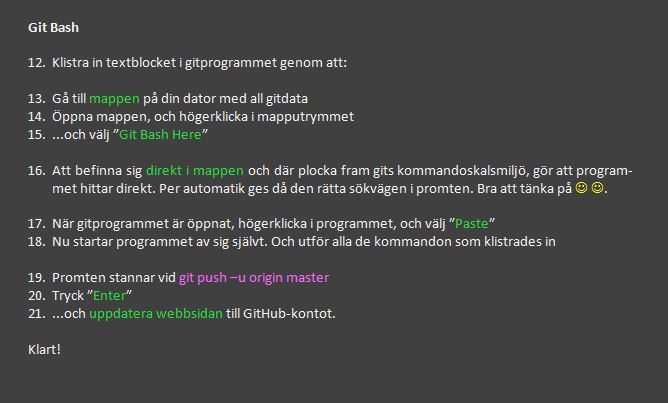 Git Bash
12. Klistra in textblocket i gitprogrammet genom att:
13. Gå till mappen på din dator med all gitdata
14. Öppna mappen, och högerklicka i mapputrymmet
15. ...och välj ”Git Bash Here”
16. Att befinna sig direkt i mappen och där plocka fram gits kommandoskalsmiljö, gör att program-
met hittar direkt. Per automatik ges då den rätta sökvägen i promten. Bra att tänka på ☺ ☺.
17. När gitprogrammet är öppnat, högerklicka i programmet, och välj ”Paste”
18. Nu startar programmet av sig självt. Och utför alla de kommandon som klistrades in
19. Promten stannar vid git push –u origin master
20. Tryck ”Enter”
21. ...och uppdatera webbsidan till GitHub-kontot.
Klart!